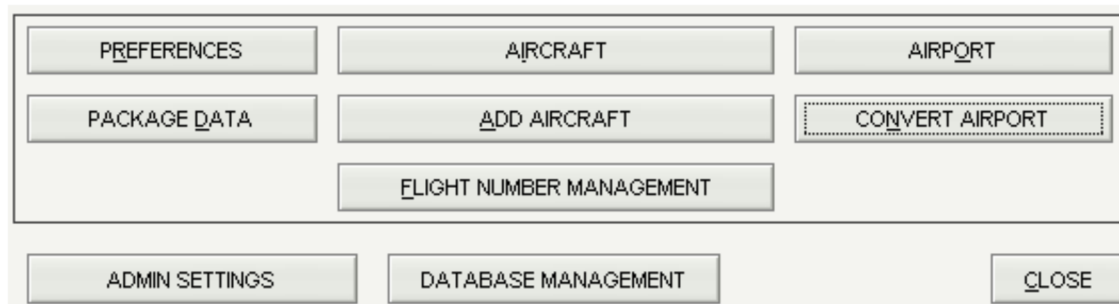 PREFERENCES AIRCRAFT AIRPORT
PACKAGE DATA ADD AIRCRAFT CONVERT AIRPORT
FLIGHT NUMBER MANAGEMENT
ADMIN SETTINGS DATABASE MANAGEMENT CLOSE